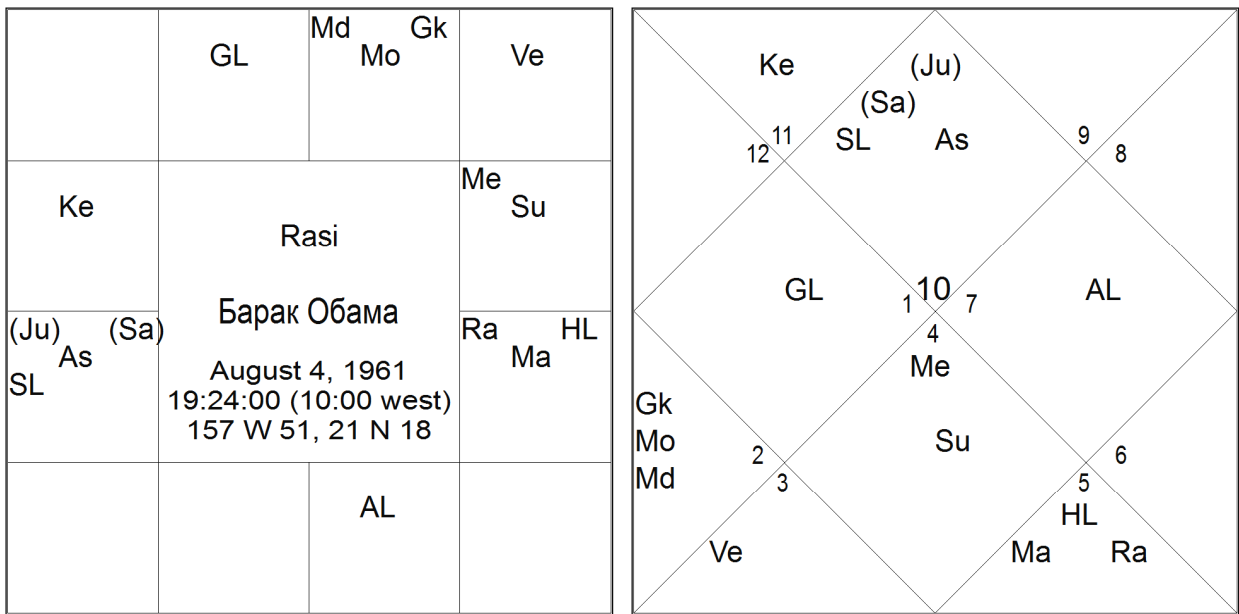 Md Gk
GL Mo Ve
Me
Ke Su
Rasi
Барак Обама
(Ju) (Sa) Ra HL
As Ma
SL
August 4, 1961
19:24:00 (10:00 west)
157 W 51, 21 N 18
AL
Ke (Ju)
(Sa)
11 SL As 9
12 8
GL 10 AL
1 7
4
Me
Gk
Mo Su
2 6
Md 3 5
HL
Ve Ma Ra